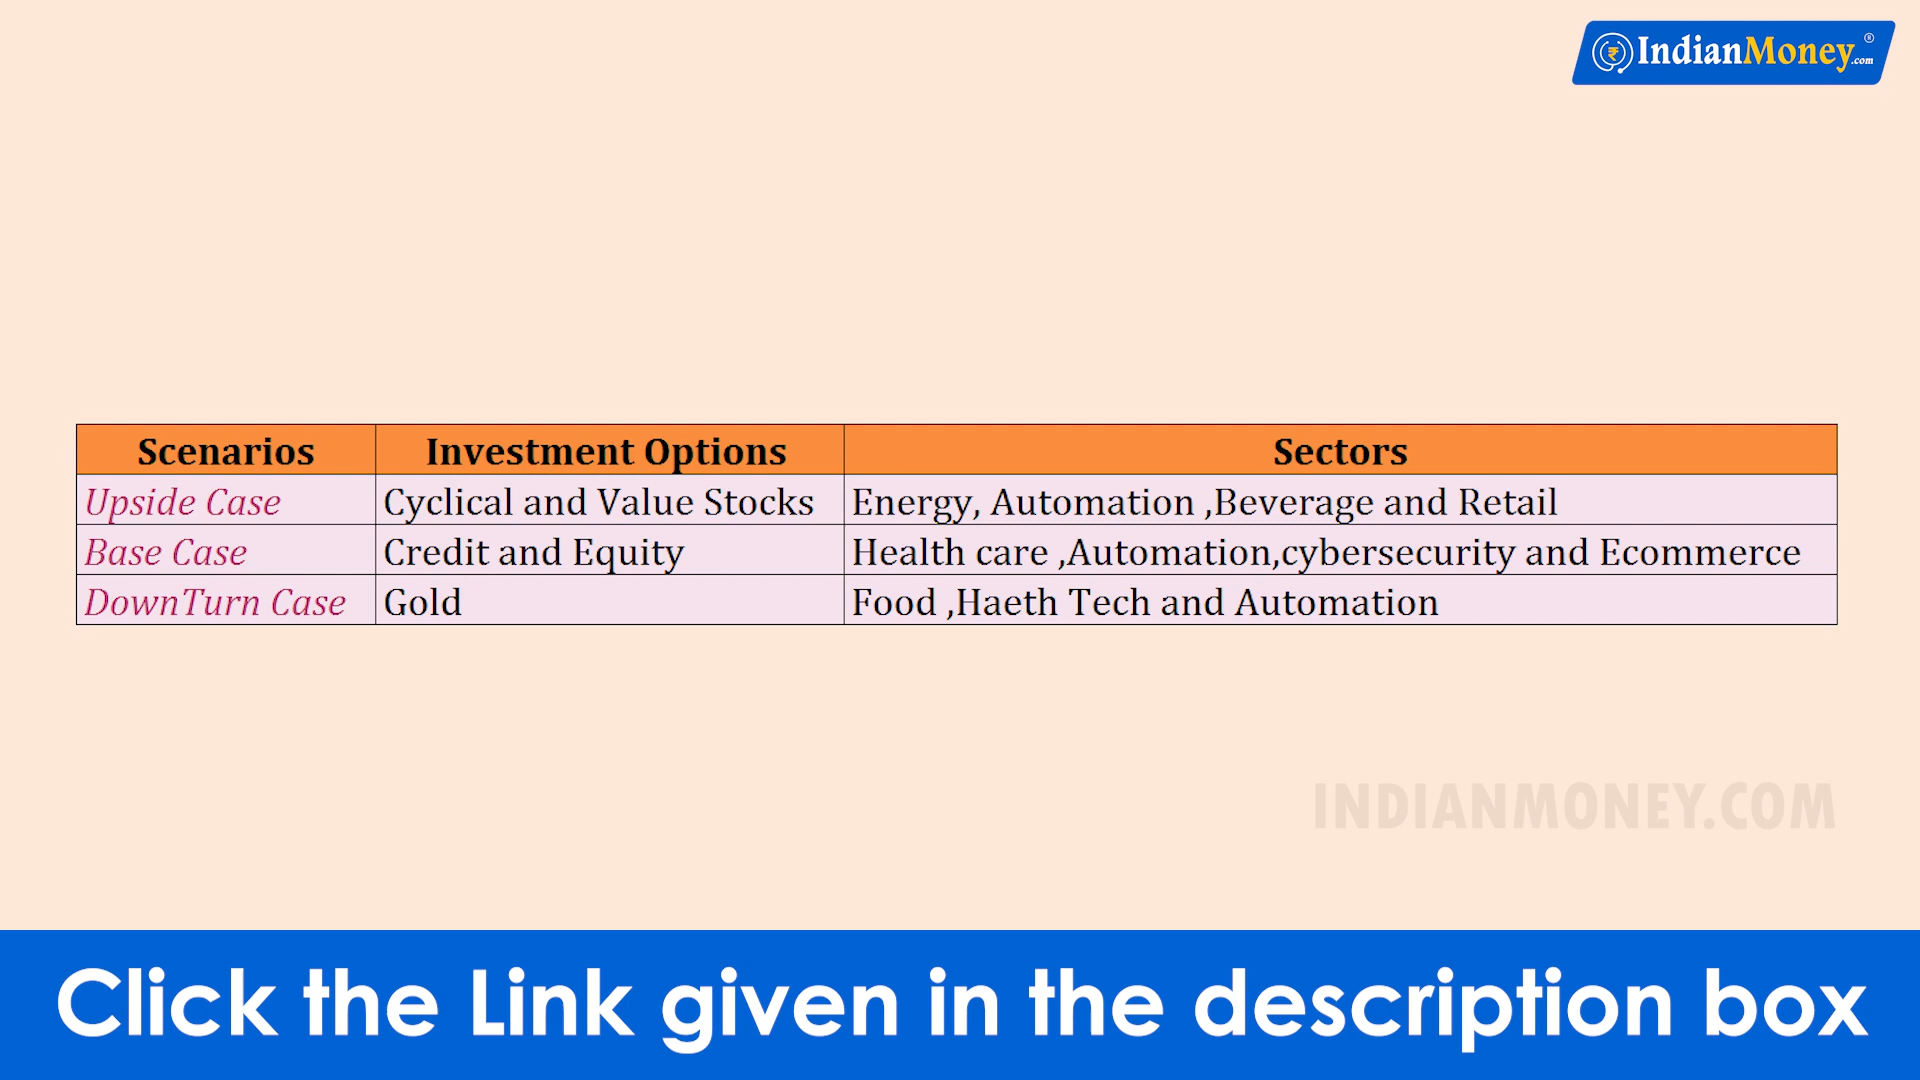 IndianMoney.com®
Scenarios Investment Options Sectors
Upside Case Cyclical and Value Stocks Energy, Automation ,Beverage and Retail
Base Case Credit and Equity Health care ,Automation,cybersecurity and Ecommerce
DownTurn Case Gold Food ,Haeth Tech and Automation
INDIANMONEY.COM
Click the Link given in the description box